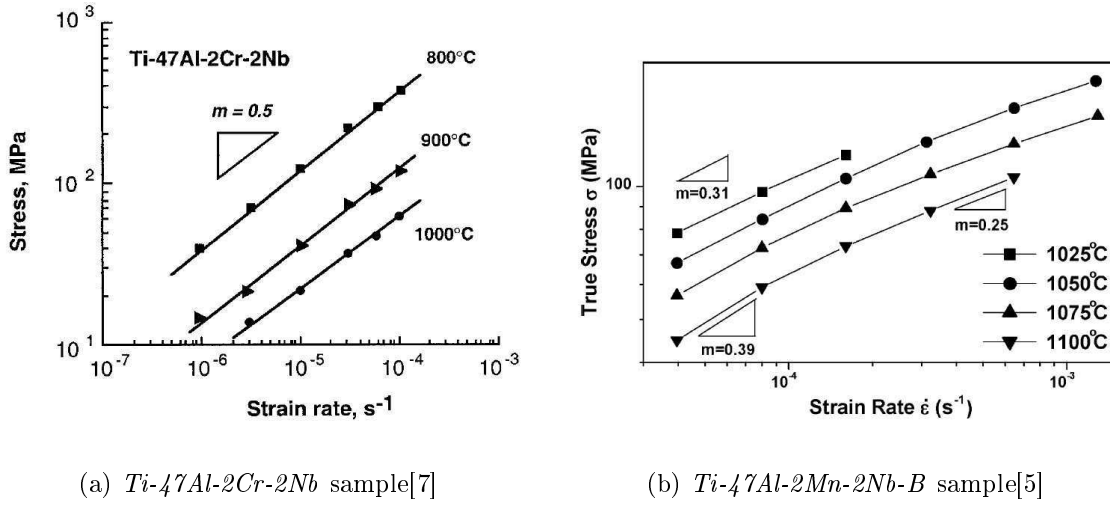 Ti-47Al-2Cr-2Nb
m = 0.5
800°C
900°C
1000°C
Stress, MPa
10³
10²
10¹
10⁻⁷
10⁻⁶
10⁻⁵
10⁻⁴
10⁻³
Strain rate, s⁻¹
(a) Ti-47Al-2Cr-2Nb sample[7]
True Stress σ (MPa)
100
m=0.31
m=0.25
m=0.39
1025°C
1050°C
1075°C
1100°C
10⁻⁴
10⁻³
Strain Rate ε̇ (s⁻¹)
(b) Ti-47Al-2Mn-2Nb-B sample[5]